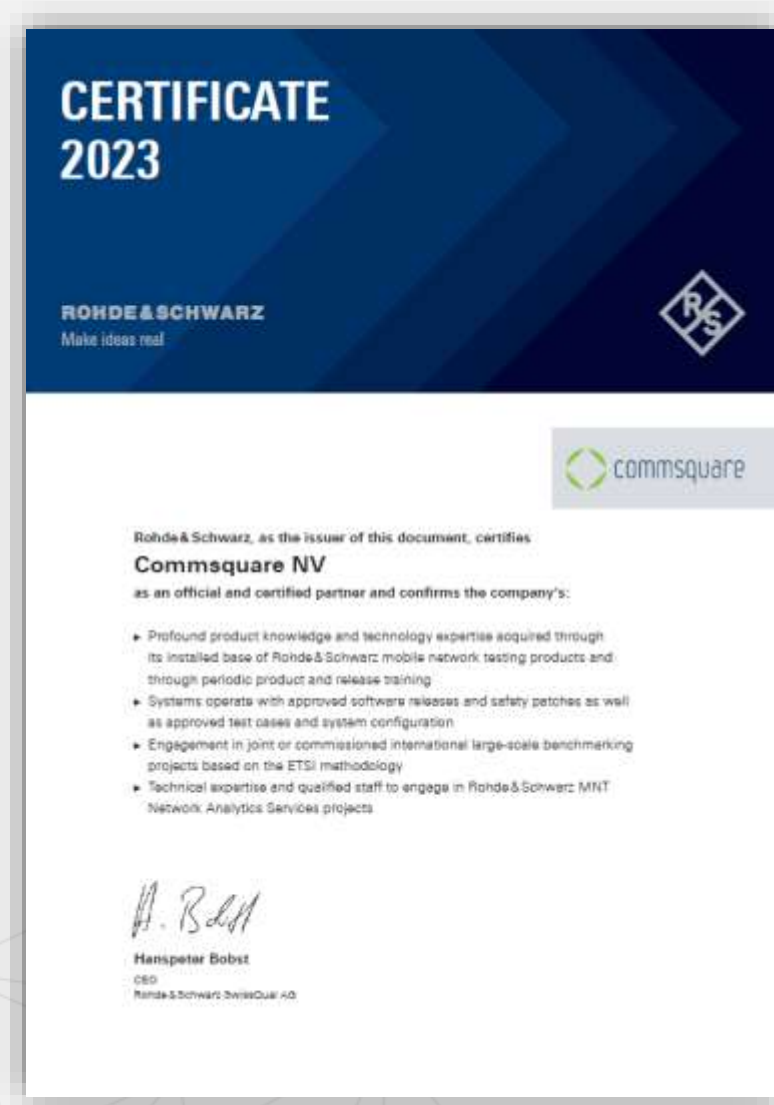 CERTIFICATE
2023
ROHDE&SCHWARZ
Make ideas real
R S
commsquare
Rohde & Schwarz, as the issuer of this document, certifies
Commsquare NV
as an official and certified partner and confirms the company's:
▸ Profound product knowledge and technology expertise acquired through
its installed base of Rohde & Schwarz mobile network testing products and
through periodic product and release training
▸ Systems operate with approved software releases and safety patches as well
as approved test cases and system configuration
▸ Engagement in joint or commissioned international large-scale benchmarking
projects based on the ETSI methodology
▸ Technical expertise and qualified staff to engage in Rohde & Schwarz MNT
Network Analytics Services projects
H. Bobst
Hanspeter Bobst
CEO
Rohde & Schwarz SwissQual AG